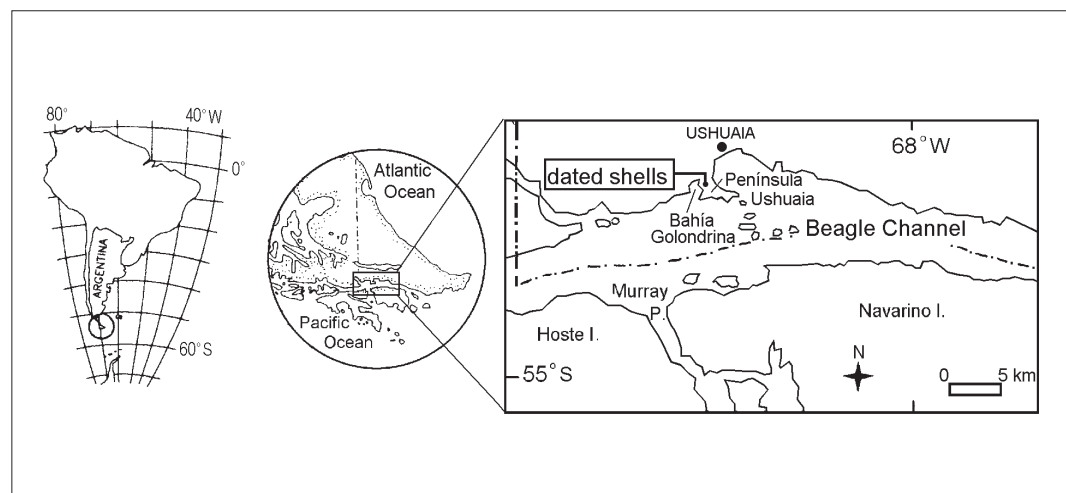 80°
40°W
0°
ARGENTINA
60°S
Atlantic
Ocean
Pacific
Ocean
USHUAIA
68°W
dated shells
Península
Ushuaia
Bahía
Golondrina
Beagle Channel
Murray
P.
Hoste I.
Navarino I.
55°S
N
0 5 km